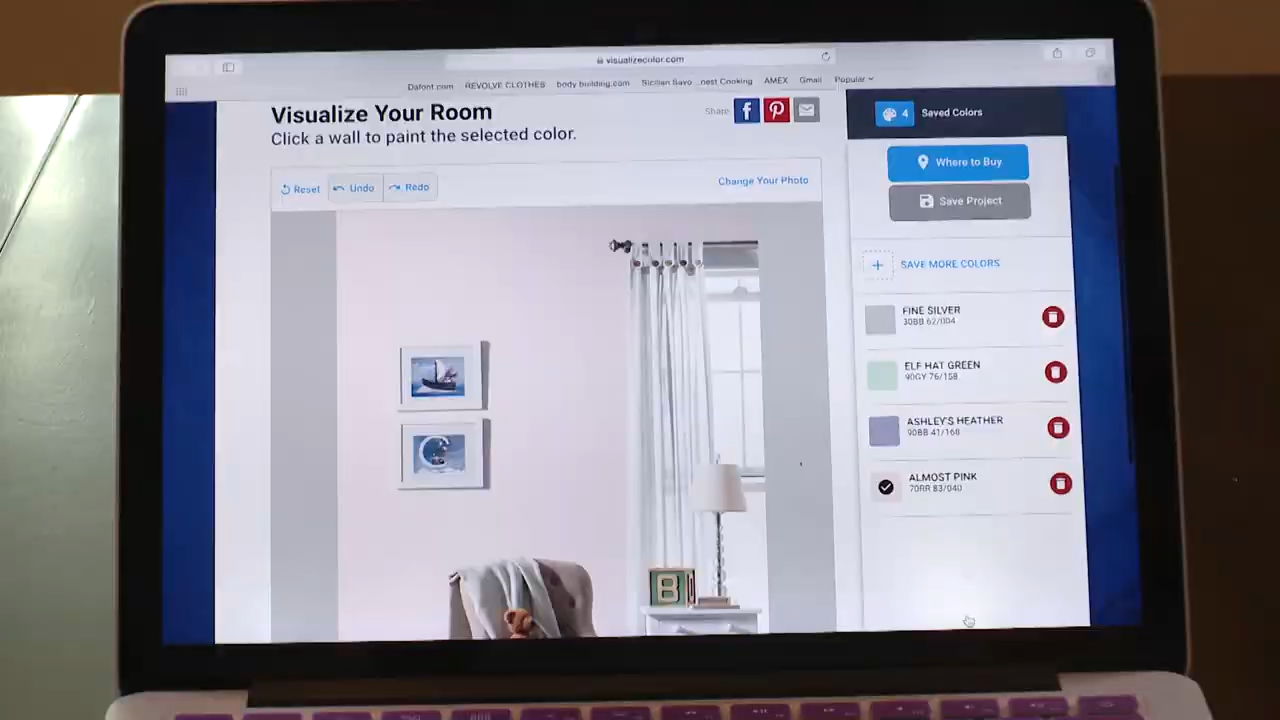 visualizecolor.com
Dafont.com REVOLVE CLOTHES body building.com Sicilian Savo ...nest Cooking AMEX Gmail Popular
Visualize Your Room
Click a wall to paint the selected color.
Share: f
4 Saved Colors
Where to Buy
Reset Undo Redo
Change Your Photo
Save Project
+ SAVE MORE COLORS
FINE SILVER
30BB 62/004
ELF HAT GREEN
90GY 76/158
ASHLEY'S HEATHER
90BB 41/168
ALMOST PINK
70RR 83/040
B